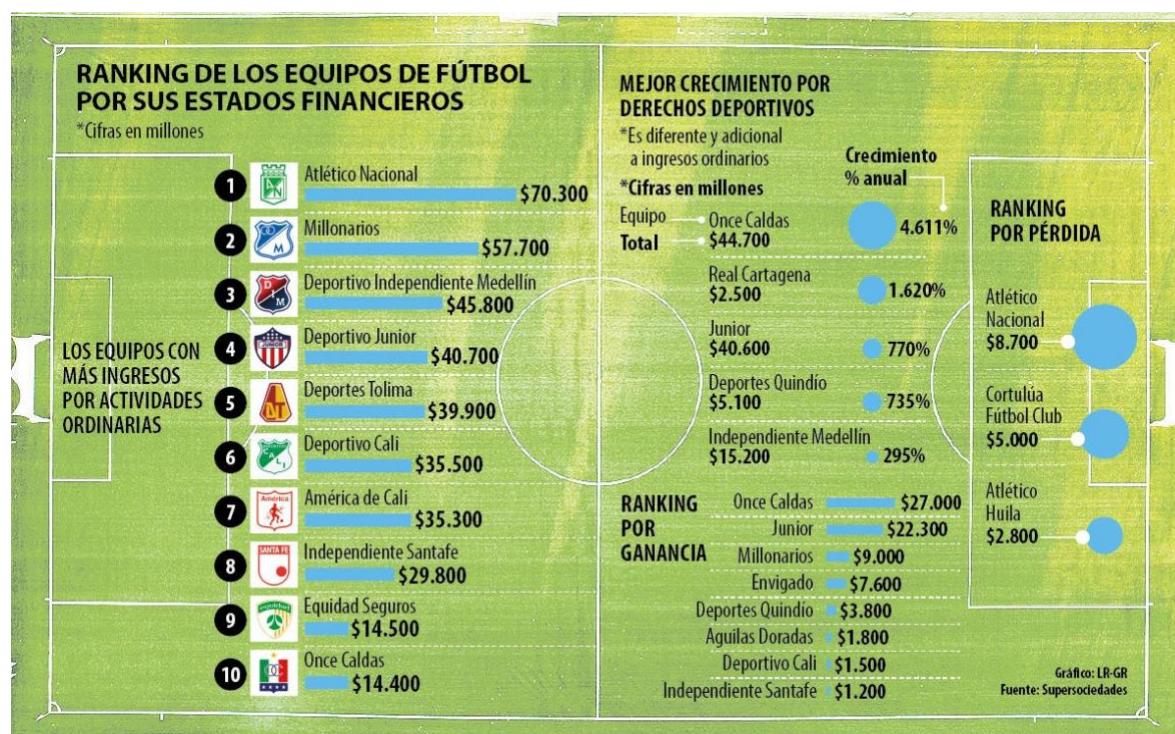 RANKING DE LOS EQUIPOS DE FÚTBOL
POR SUS ESTADOS FINANCIEROS
*Cifras en millones
LOS EQUIPOS CON
MÁS INGRESOS
POR ACTIVIDADES
ORDINARIAS
1
Atlético Nacional
$70.300
2
Millonarios
$57.700
3
Deportivo Independiente Medellín
$45.800
4
Deportivo Junior
$40.700
5
Deportes Tolima
$39.900
6
Deportivo Cali
$35.500
7
América de Cali
$35.300
8
Independiente Santafe
$29.800
9
Equidad Seguros
$14.500
10
Once Caldas
$14.400
MEJOR CRECIMIENTO POR
DERECHOS DEPORTIVOS
*Es diferente y adicional
a ingresos ordinarios
*Cifras en millones
Crecimiento
% anual
Equipo
Once Caldas
Total
$44.700
4.611%
Real Cartagena
$2.500
1.620%
Junior
$40.600
770%
Deportes Quindío
$5.100
735%
Independiente Medellín
$15.200
295%
RANKING
POR
GANANCIA
Once Caldas $27.000
Junior $22.300
Millonarios $9.000
Envigado $7.600
Deportes Quindío $3.800
Aguilas Doradas $1.800
Deportivo Cali $1.500
Independiente Santafe $1.200
RANKING
POR PÉRDIDA
Atlético
Nacional
$8.700
Cortulúa
Fútbol Club
$5.000
Atlético
Huila
$2.800
Gráfico: LR-GR
Fuente: Supersociedades